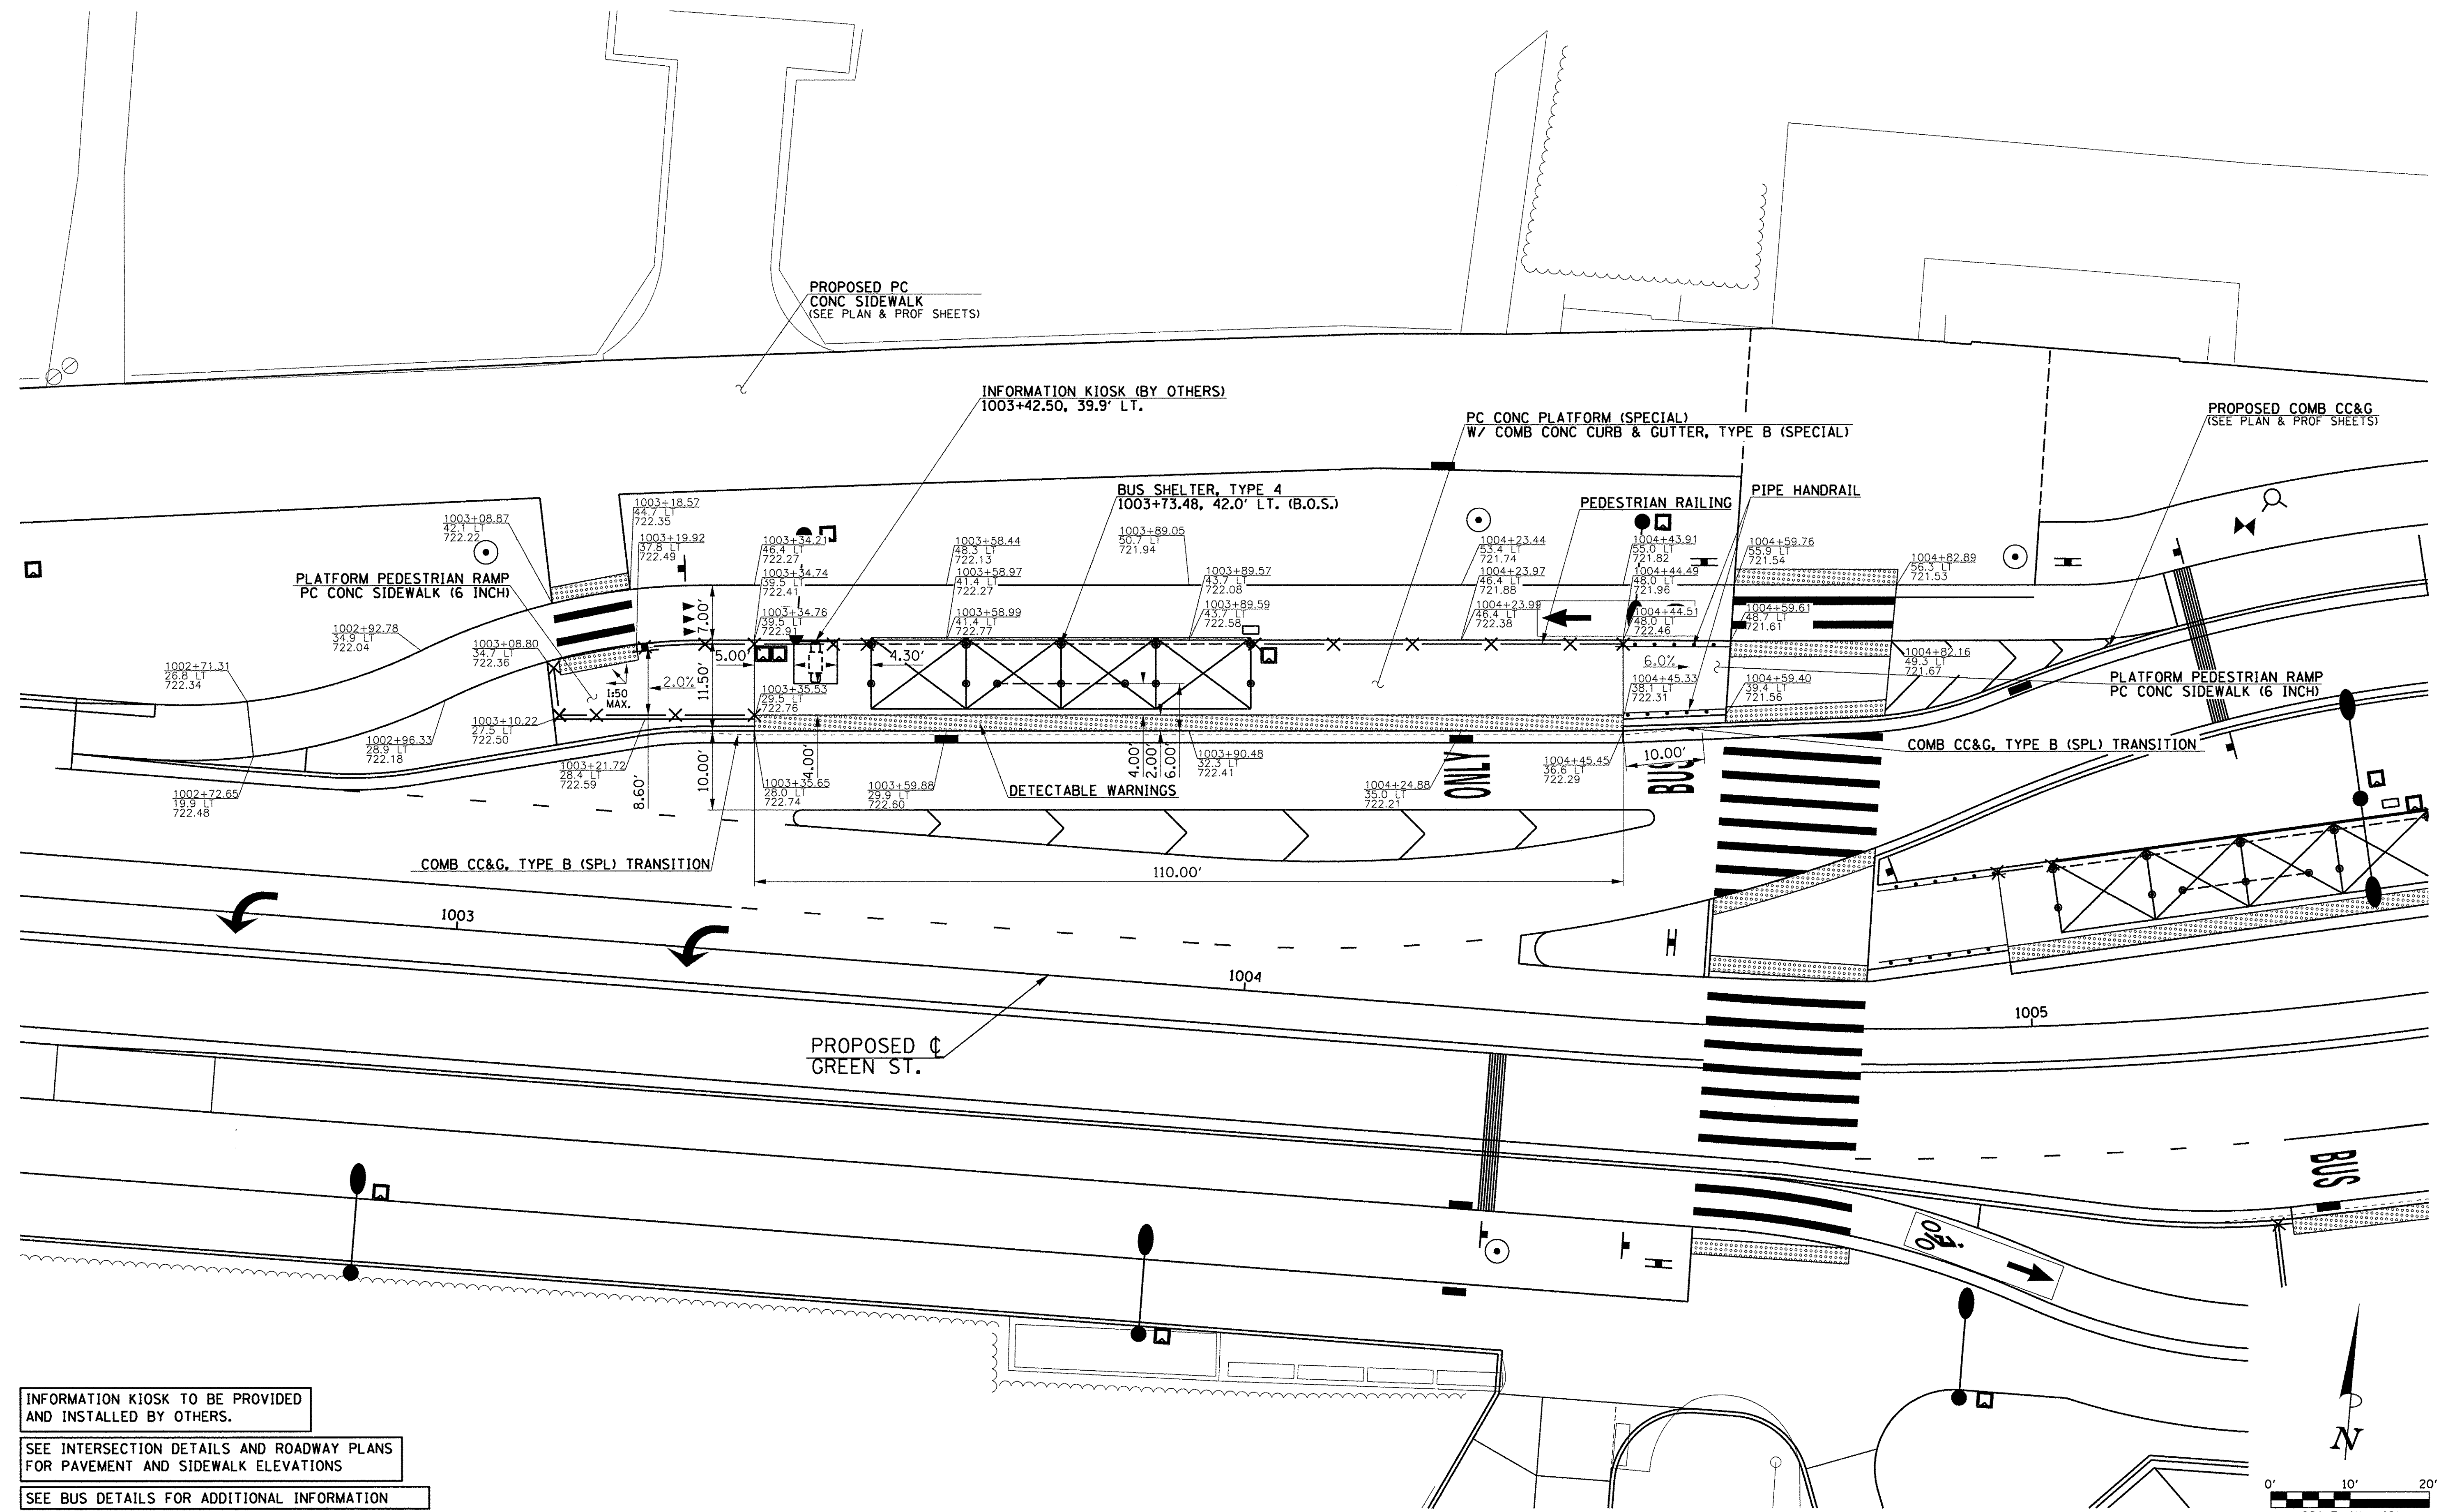 PROPOSED PC
CONC SIDEWALK
(SEE PLAN & PROF SHEETS)
INFORMATION KIOSK (BY OTHERS)
1003+42.50, 39.9' LT.
PC CONC PLATFORM (SPECIAL)
W/ COMB CONC CURB & GUTTER, TYPE B (SPECIAL)
PROPOSED COMB CC&G
(SEE PLAN & PROF SHEETS)
BUS SHELTER, TYPE 4
1003+73.48, 42.0' LT. (B.O.S.)
PEDESTRIAN RAILING
PIPE HANDRAIL
1003+08.87
42.1 LT
722.22
1003+18.57
44.7 LT
722.35
1003+19.92
37.8 LT
722.49
1003+34.21
46.4 LT
722.27
1003+58.44
48.3 LT
722.13
1003+89.05
50.7 LT
721.94
1004+23.44
53.4 LT
721.74
1004+43.91
55.0 LT
721.82
1004+59.76
55.9 LT
721.54
1004+82.89
56.3 LT
721.53
PLATFORM PEDESTRIAN RAMP
PC CONC SIDEWALK (6 INCH)
1003+34.74
39.5 LT
722.41
1003+58.97
41.4 LT
722.27
1003+89.57
43.7 LT
722.08
1004+23.97
46.4 LT
721.88
1004+44.49
48.0 LT
721.96
1003+34.76
39.5 LT
722.91
1003+58.99
41.4 LT
722.77
1003+89.59
43.7 LT
722.58
1004+23.99
46.4 LT
722.38
1004+44.51
48.0 LT
722.46
1004+59.61
48.7 LT
721.61
7.00'
1002+92.78
34.9 LT
722.04
1003+08.80
34.7 LT
722.36
1002+71.31
26.8 LT
722.34
5.00'
4.30'
11.50'
2.0%
6.0%
1:50
MAX.
1004+82.16
49.3 LT
721.67
PLATFORM PEDESTRIAN RAMP
PC CONC SIDEWALK (6 INCH)
1003+35.53
29.5 LT
722.76
1004+45.33
38.1 LT
722.31
1004+59.40
39.4 LT
721.56
1003+10.22
27.5 LT
722.50
1002+96.33
28.9 LT
722.18
1003+21.72
28.4 LT
722.59
1002+72.65
19.9 LT
722.48
8.60'
10.00'
1003+35.65
28.0 LT
722.74
4.00'
1003+59.88
29.9 LT
722.60
DETECTABLE WARNINGS
4.00'
2.00'
6.00'
1003+90.48
32.3 LT
722.41
1004+24.88
35.0 LT
722.21
ONLY
1004+45.45
36.6 LT
722.29
10.00'
COMB CC&G, TYPE B (SPL) TRANSITION
COMB CC&G, TYPE B (SPL) TRANSITION
110.00'
1003
1004
1005
PROPOSED ℄
GREEN ST.
BUS
INFORMATION KIOSK TO BE PROVIDED
AND INSTALLED BY OTHERS.
SEE INTERSECTION DETAILS AND ROADWAY PLANS
FOR PAVEMENT AND SIDEWALK ELEVATIONS
SEE BUS DETAILS FOR ADDITIONAL INFORMATION
N
0' 10' 20'